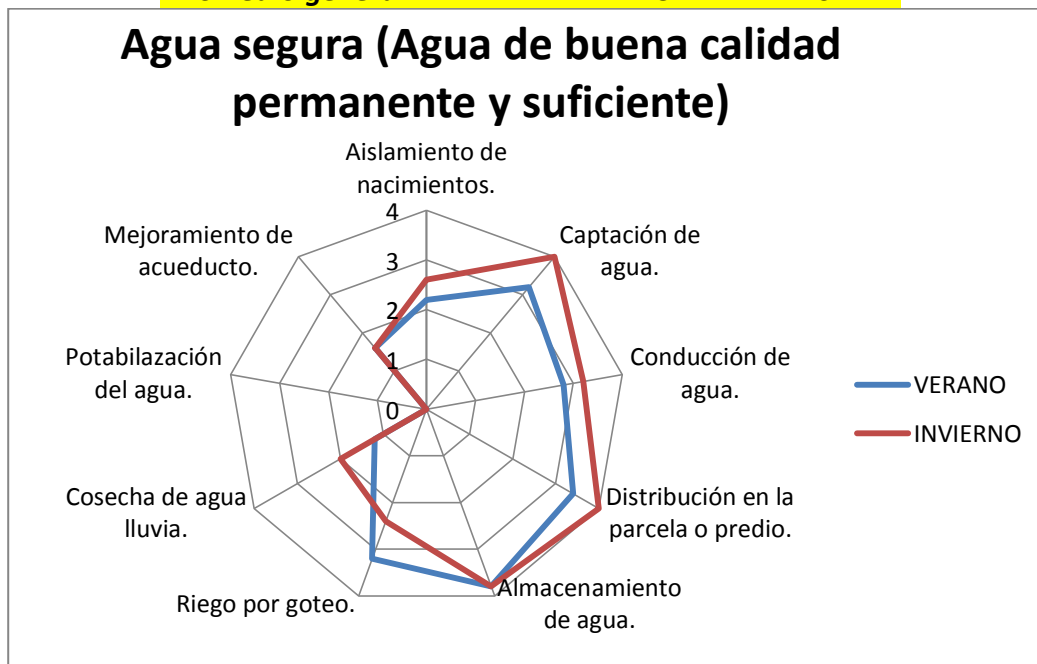 Agua segura (Agua de buena calidad
permanente y suficiente)
Aislamiento de
nacimientos.
Captación de
agua.
Conducción de
agua.
Distribución en la
parcela o predio.
Almacenamiento
de agua.
Riego por goteo.
Cosecha de agua
lluvia.
Potabilazación
del agua.
Mejoramiento de
acueducto.
4
3
2
1
0
VERANO
INVIERNO